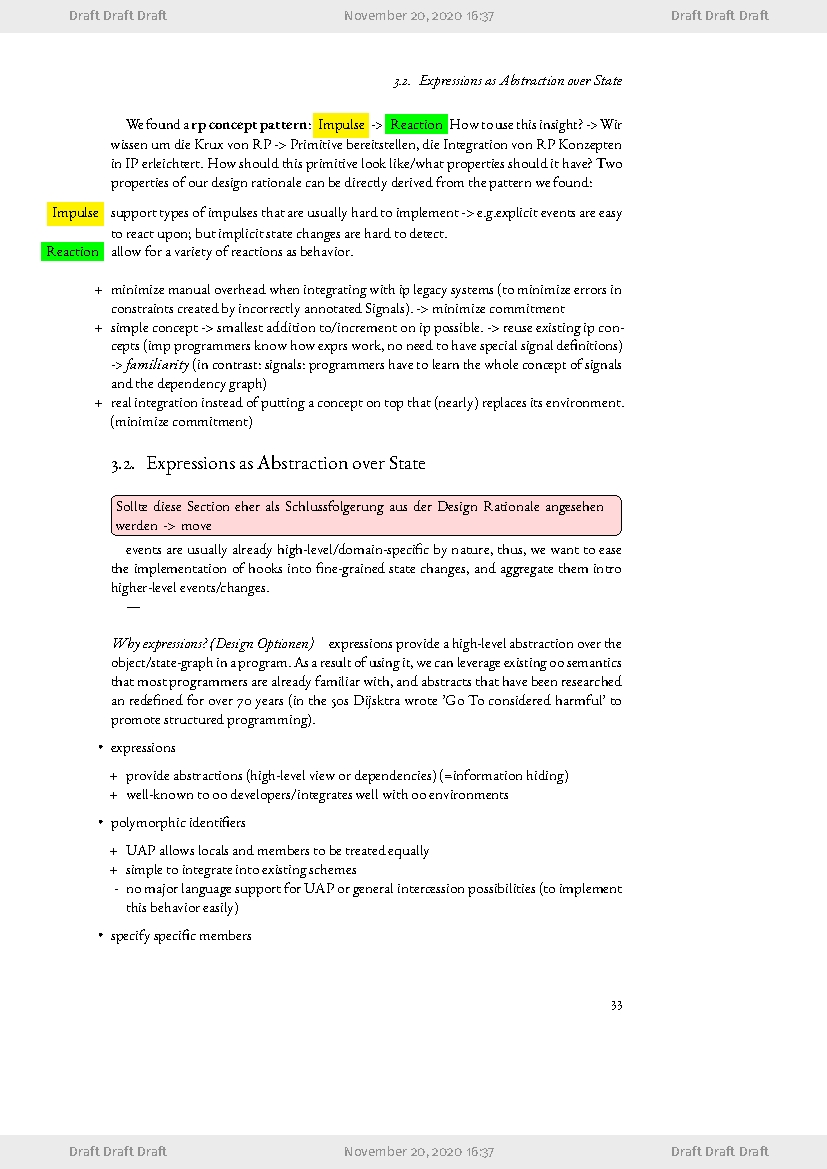 Draft Draft Draft November 20, 2020 16:37 Draft Draft Draft
3.2. Expressions as Abstraction over State
We found a rp concept pattern: Impulse -> Reaction How to use this insight? -> Wir
wissen um die Krux von RP -> Primitive bereitstellen, die Integration von RP Konzepten
in IP erleichtert. How should this primitive look like/what properties should it have? Two
properties of our design rationale can be directly derived from the pattern we found:
Impulse support types of impulses that are usually hard to implement -> e.g.explicit events are easy
to react upon; but implicit state changes are hard to detect.
Reaction allow for a variety of reactions as behavior.
+ minimize manual overhead when integrating with ip legacy systems (to minimize errors in
constraints created by incorrectly annotated Signals). -> minimize commitment
+ simple concept -> smallest addition to/increment on ip possible. -> reuse existing ip con-
cepts (imp programmers know how exprs work, no need to have special signal definitions)
-> familiarity (in contrast: signals: programmers have to learn the whole concept of signals
and the dependency graph)
+ real integration instead of putting a concept on top that (nearly) replaces its environment.
(minimize commitment)
3.2. Expressions as Abstraction over State
Sollte diese Section eher als Schlussfolgerung aus der Design Rationale angesehen
werden -> move
events are usually already high-level/domain-specific by nature, thus, we want to ease
the implementation of hooks into fine-grained state changes, and aggregate them intro
higher-level events/changes.
—
Why expressions? (Design Optionen) expressions provide a high-level abstraction over the
object/state-graph in a program. As a result of using it, we can leverage existing oo semantics
that most programmers are already familiar with, and abstracts that have been researched
an redefined for over 70 years (in the 50s Dijsktra wrote 'Go To considered harmful' to
promote structured programming).
• expressions
+ provide abstractions (high-level view or dependencies) (=information hiding)
+ well-known to oo developers/integrates well with oo environments
• polymorphic identifiers
+ UAP allows locals and members to be treated equally
+ simple to integrate into existing schemes
- no major language support for UAP or general intercession possibilities (to implement
this behavior easily)
• specify specific members
33
Draft Draft Draft November 20, 2020 16:37 Draft Draft Draft